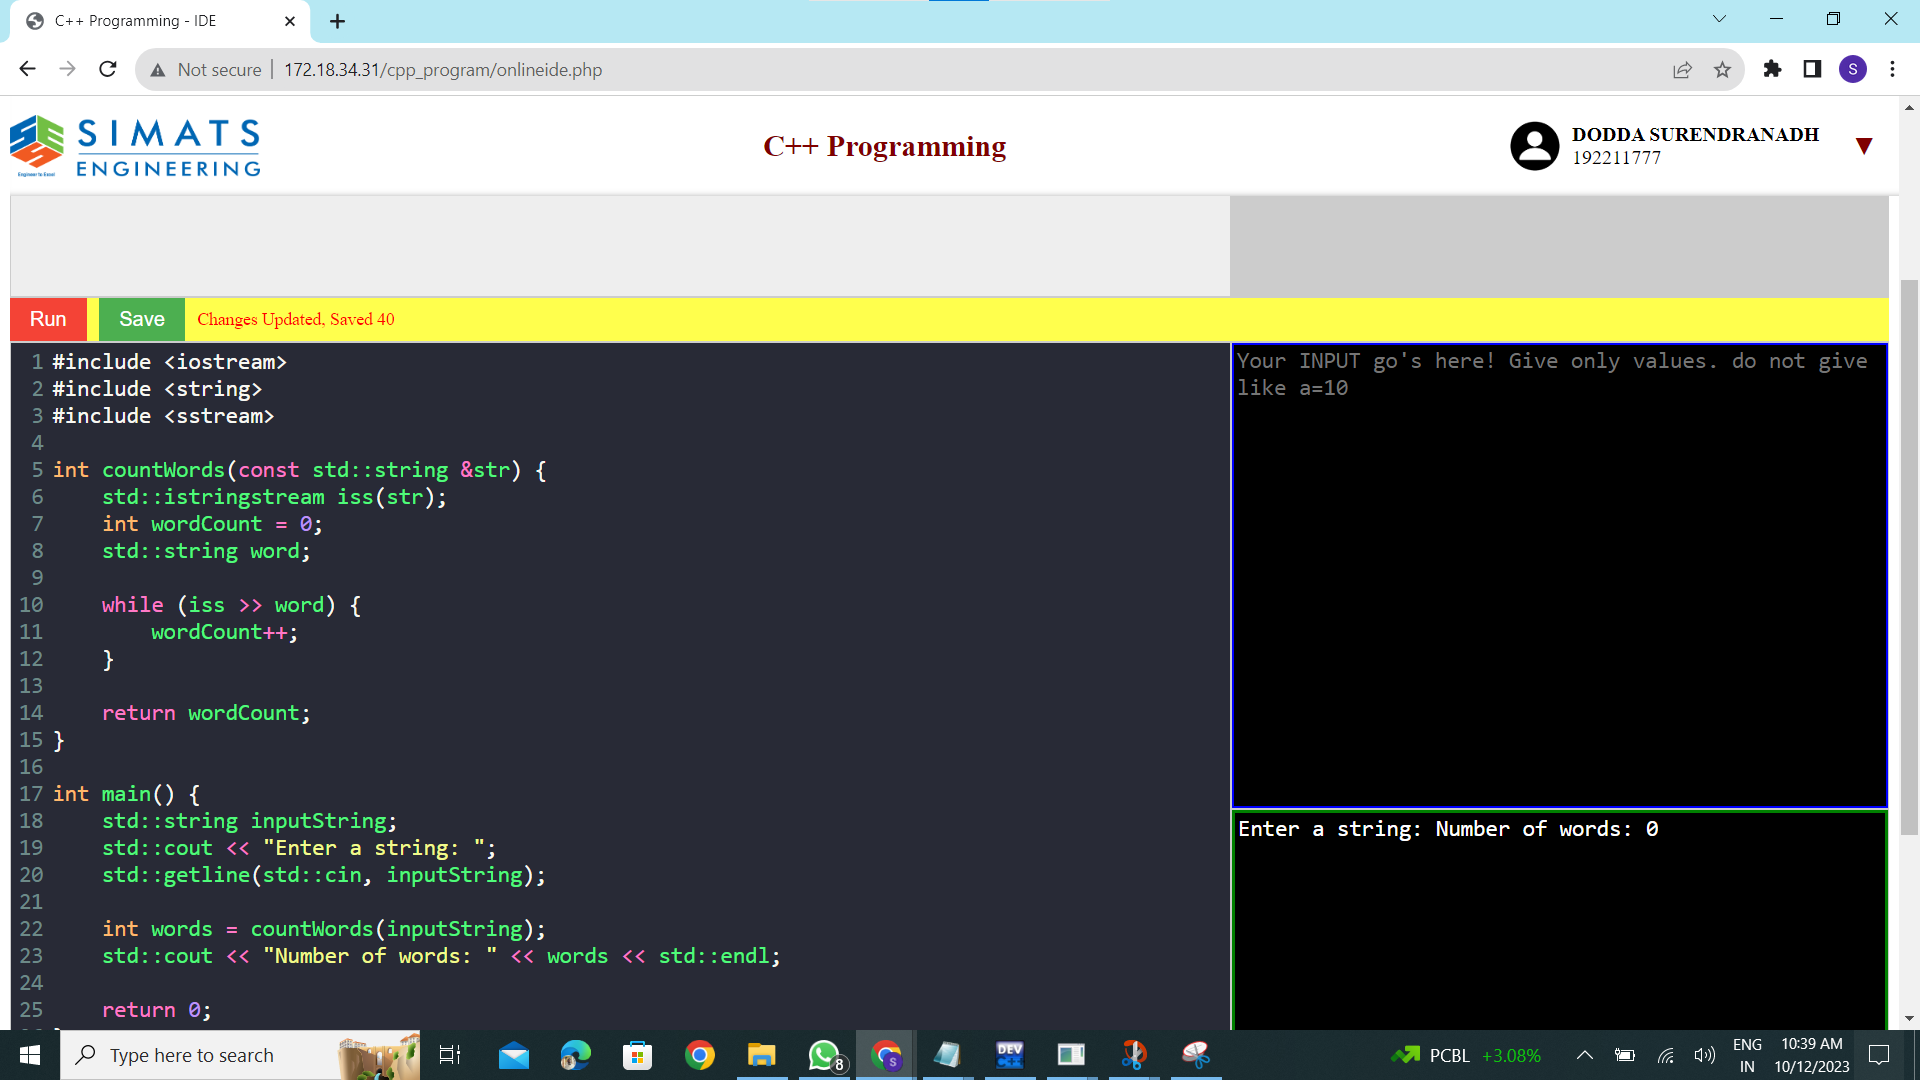 C++ Programming - IDE
Not secure
172.18.34.31/cpp_program/onlineide.php
S
SIMATS
ENGINEERING
Engineer to Excel
C++ Programming
DODDA SURENDRANADH
192211777
Run
Save
Changes Updated, Saved 40
1 #include <iostream>
2 #include <string>
3 #include <sstream>
4
5 int countWords(const std::string &str) {
6     std::istringstream iss(str);
7     int wordCount = 0;
8     std::string word;
9
10     while (iss >> word) {
11         wordCount++;
12     }
13
14     return wordCount;
15 }
16
17 int main() {
18     std::string inputString;
19     std::cout << "Enter a string: ";
20     std::getline(std::cin, inputString);
21
22     int words = countWords(inputString);
23     std::cout << "Number of words: " << words << std::endl;
24
25     return 0;
Your INPUT go's here! Give only values. do not give
like a=10
Enter a string: Number of words: 0
Type here to search
8
S
DEV
C++
PCBL +3.08%
ENG
IN
10:39 AM
10/12/2023